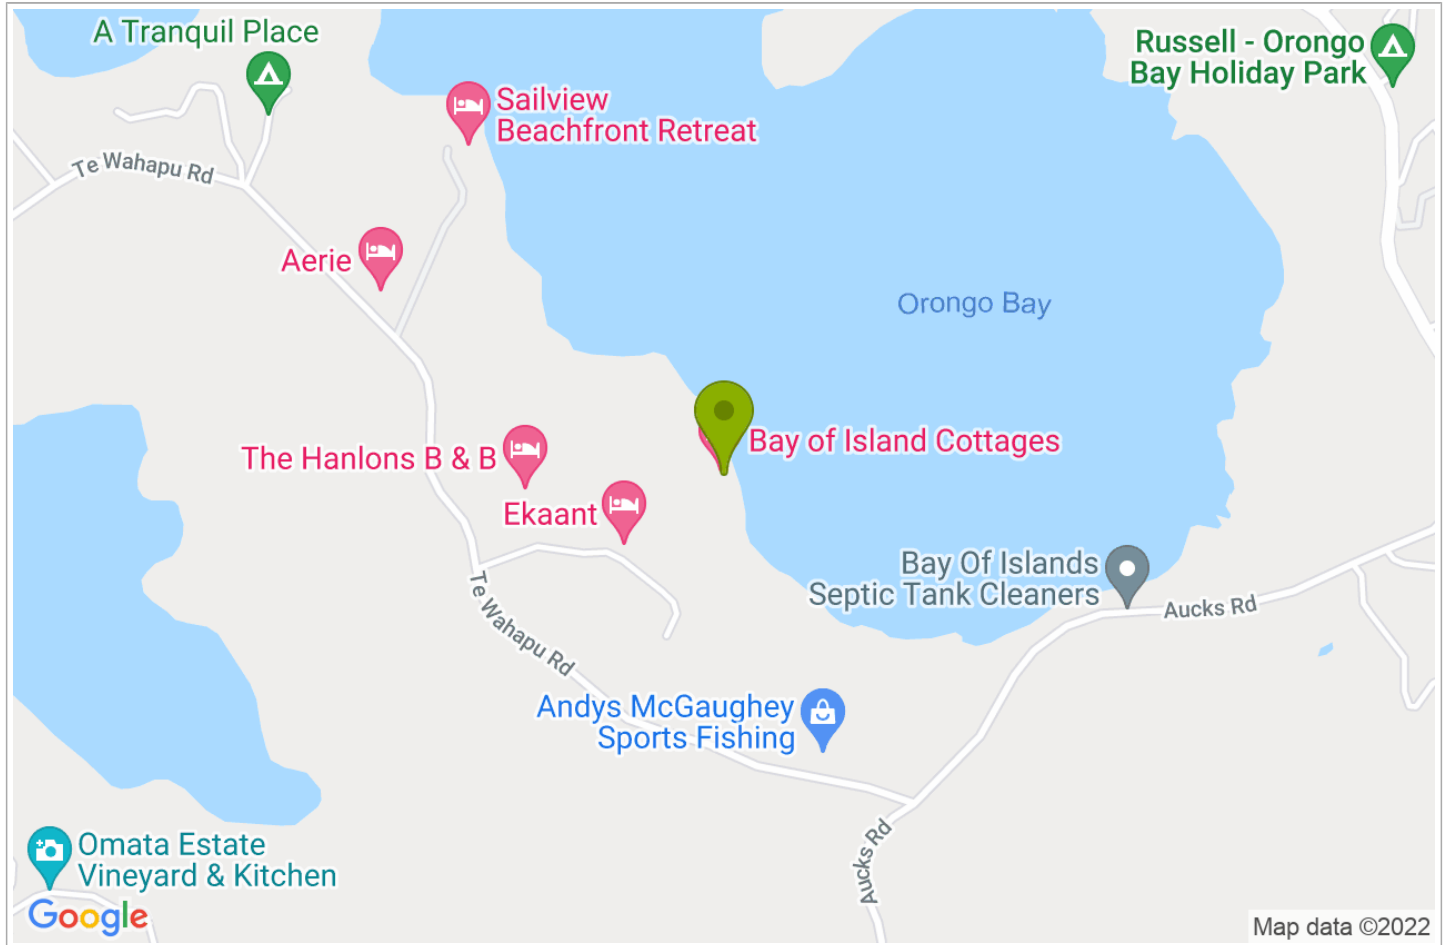 A Tranquil Place
Russell - Orongo
Bay Holiday Park
Sailview
Beachfront Retreat
Te Wahapu Rd
Aerie
Orongo Bay
Bay of Island Cottages
The Hanlons B & B
Ekaant
Bay Of Islands
Septic Tank Cleaners
Aucks Rd
Te Wahapu Rd
Andys McGaughey
Sports Fishing
Aucks Rd
Omata Estate
Vineyard & Kitchen
Google
Map data ©2022